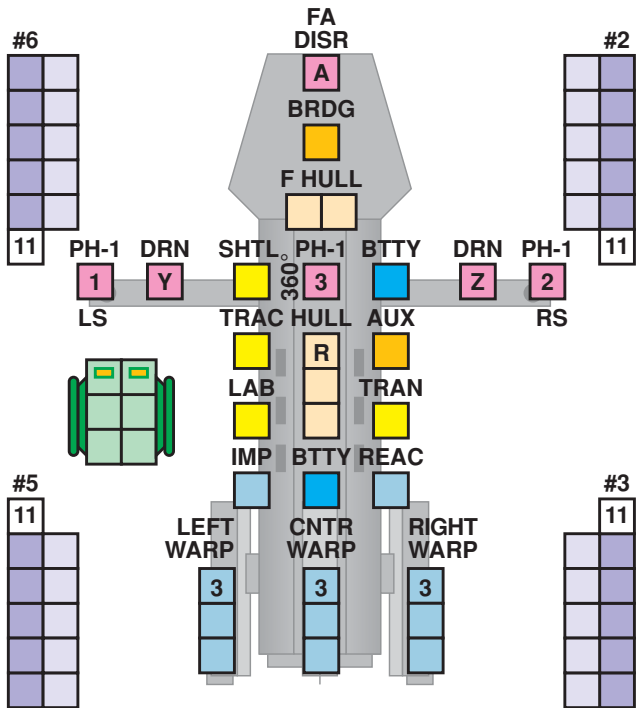 FA
DISR
#6
#2
A
BRDG
F HULL
11
11
PH-1
DRN
SHTL
PH-1
BTTY
DRN
PH-1
1
Y
360°
3
Z
2
LS
RS
TRAC
HULL
AUX
R
LAB
TRAN
IMP
BTTY
REAC
#5
#3
11
11
LEFT
WARP
CNTR
WARP
RIGHT
WARP
3
3
3